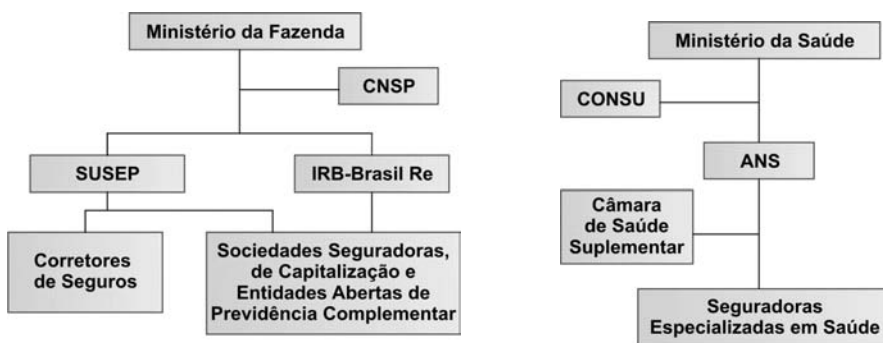 Ministério da Fazenda
CNSP
SUSEP
IRB-Brasil Re
Corretores
de Seguros
Sociedades Seguradoras,
de Capitalização e
Entidades Abertas de
Previdência Complementar
Ministério da Saúde
CONSU
ANS
Câmara
de Saúde
Suplementar
Seguradoras
Especializadas em Saúde